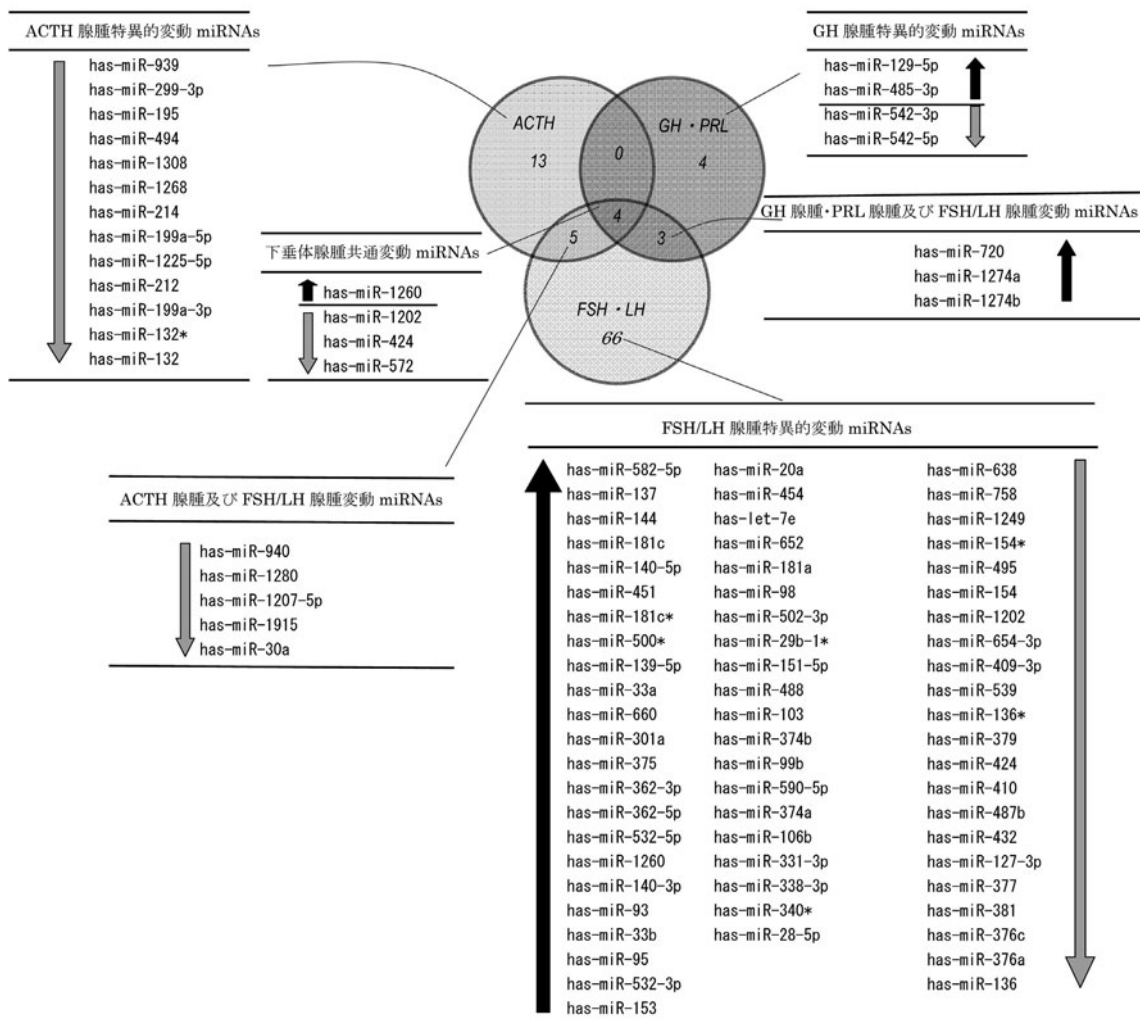 ACTH 腺腫特異的変動 miRNAs
has-miR-939
has-miR-299-3p
has-miR-195
has-miR-494
has-miR-1308
has-miR-1268
has-miR-214
has-miR-199a-5p
has-miR-1225-5p
has-miR-212
has-miR-199a-3p
has-miR-132*
has-miR-132
GH 腺腫特異的変動 miRNAs
has-miR-129-5p
has-miR-485-3p
has-miR-542-3p
has-miR-542-5p
ACTH
13
0
GH・PRL
4
4
5
3
FSH・LH
66
GH 腺腫・PRL 腺腫及び FSH/LH 腺腫変動 miRNAs
has-miR-720
has-miR-1274a
has-miR-1274b
下垂体腺腫共通変動 miRNAs
has-miR-1260
has-miR-1202
has-miR-424
has-miR-572
ACTH 腺腫及び FSH/LH 腺腫変動 miRNAs
has-miR-940
has-miR-1280
has-miR-1207-5p
has-miR-1915
has-miR-30a
FSH/LH 腺腫特異的変動 miRNAs
has-miR-582-5p
has-miR-137
has-miR-144
has-miR-181c
has-miR-140-5p
has-miR-451
has-miR-181c*
has-miR-500*
has-miR-139-5p
has-miR-33a
has-miR-660
has-miR-301a
has-miR-375
has-miR-362-3p
has-miR-362-5p
has-miR-532-5p
has-miR-1260
has-miR-140-3p
has-miR-93
has-miR-33b
has-miR-95
has-miR-532-3p
has-miR-153
has-miR-20a
has-miR-454
has-let-7e
has-miR-652
has-miR-181a
has-miR-98
has-miR-502-3p
has-miR-29b-1*
has-miR-151-5p
has-miR-488
has-miR-103
has-miR-374b
has-miR-99b
has-miR-590-5p
has-miR-374a
has-miR-106b
has-miR-331-3p
has-miR-338-3p
has-miR-340*
has-miR-28-5p
has-miR-638
has-miR-758
has-miR-1249
has-miR-154*
has-miR-495
has-miR-154
has-miR-1202
has-miR-654-3p
has-miR-409-3p
has-miR-539
has-miR-136*
has-miR-379
has-miR-424
has-miR-410
has-miR-487b
has-miR-432
has-miR-127-3p
has-miR-377
has-miR-381
has-miR-376c
has-miR-376a
has-miR-136